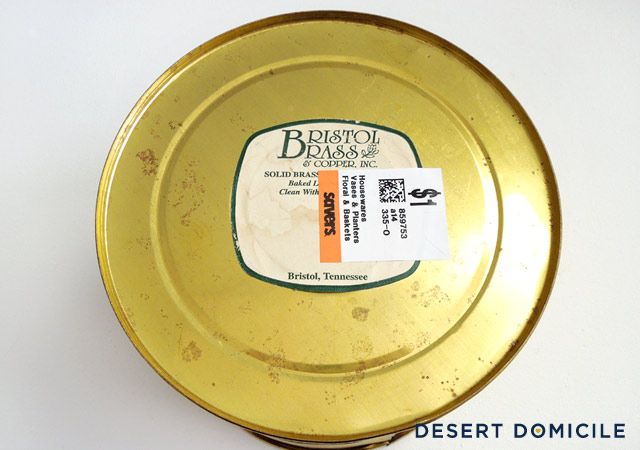 BRISTOL
BRASS
& COPPER, INC.
SOLID BRASS
Baked
Clean With
Bristol, Tennessee
$1
859753
a14
335-0
Housewares
Vases & Planters
Floral & Baskets
savers.
DESERT DOMICILE